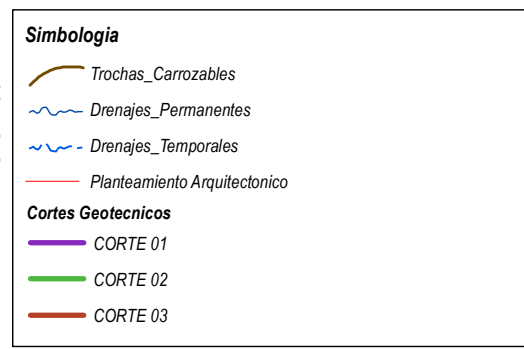 Simbologia
Trochas_Carrozables
Drenajes_Permanentes
Drenajes_Temporales
Planteamiento Arquitectonico
Cortes Geotecnicos
CORTE 01
CORTE 02
CORTE 03